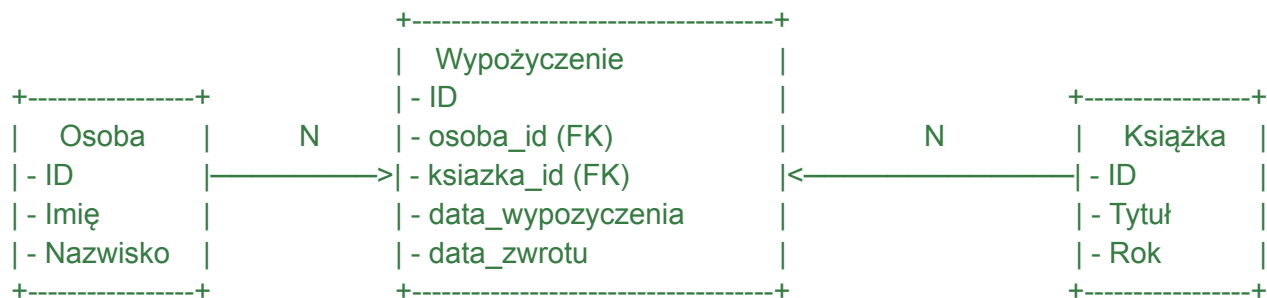 +-----------------------------------+
| Wypożyczenie |
+-----------------+ | - ID | +----------------+
| Osoba | N | - osoba_id (FK) | N | Książka |
| - ID |────────>| - ksiazka_id (FK) |<─────────────| - ID |
| - Imię | | - data_wypozyczenia | | - Tytuł |
| - Nazwisko | | - data_zwrotu | | - Rok |
+-----------------+ +-----------------------------------+ +----------------+